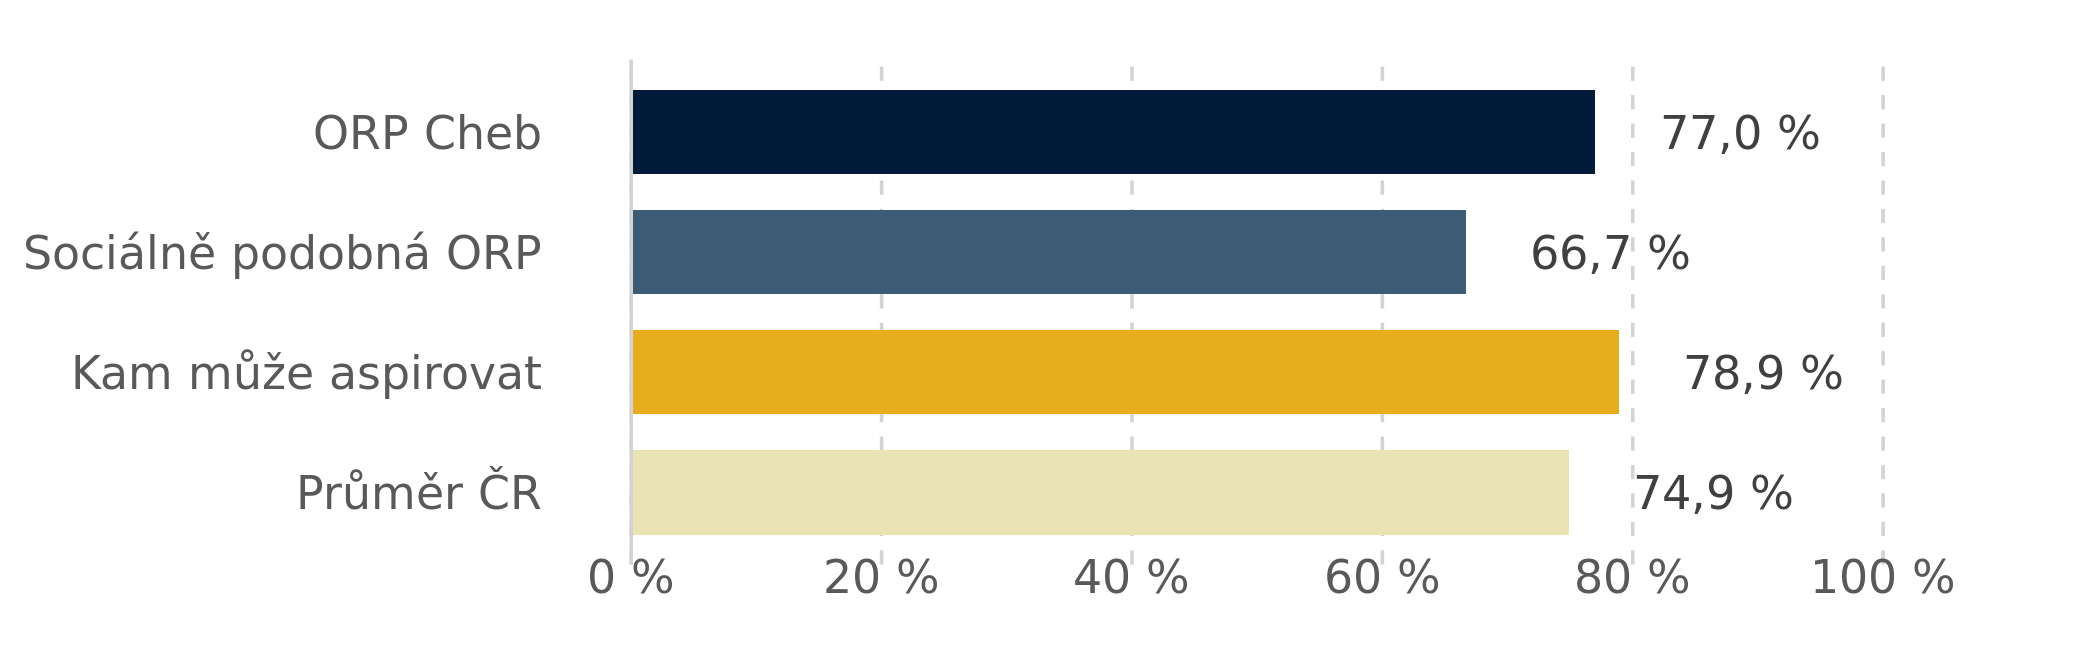 ORP Cheb 77,0 %
Sociálně podobná ORP 66,7 %
Kam může aspirovat 78,9 %
Průměr ČR 74,9 %
0 % 20 % 40 % 60 % 80 % 100 %